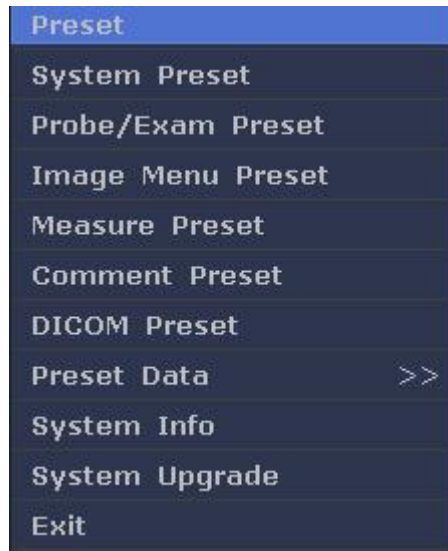 Preset
System Preset
Probe/Exam Preset
Image Menu Preset
Measure Preset
Comment Preset
DICOM Preset
Preset Data >>
System Info
System Upgrade
Exit